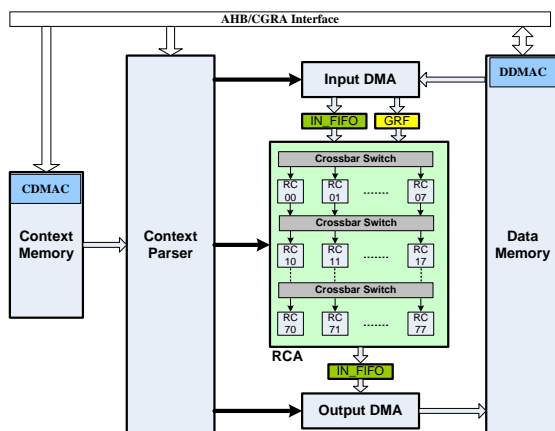 AHB/CGRA Interface
DDMAC
Input DMA
IN_FIFO
GRF
Crossbar Switch
RC 00
RC 01
.......
RC 07
CDMAC
Context Memory
Context Parser
Crossbar Switch
RC 10
RC 11
.......
RC 17
Data Memory
Crossbar Switch
RC 70
RC 71
.......
RC 77
RCA
IN_FIFO
Output DMA